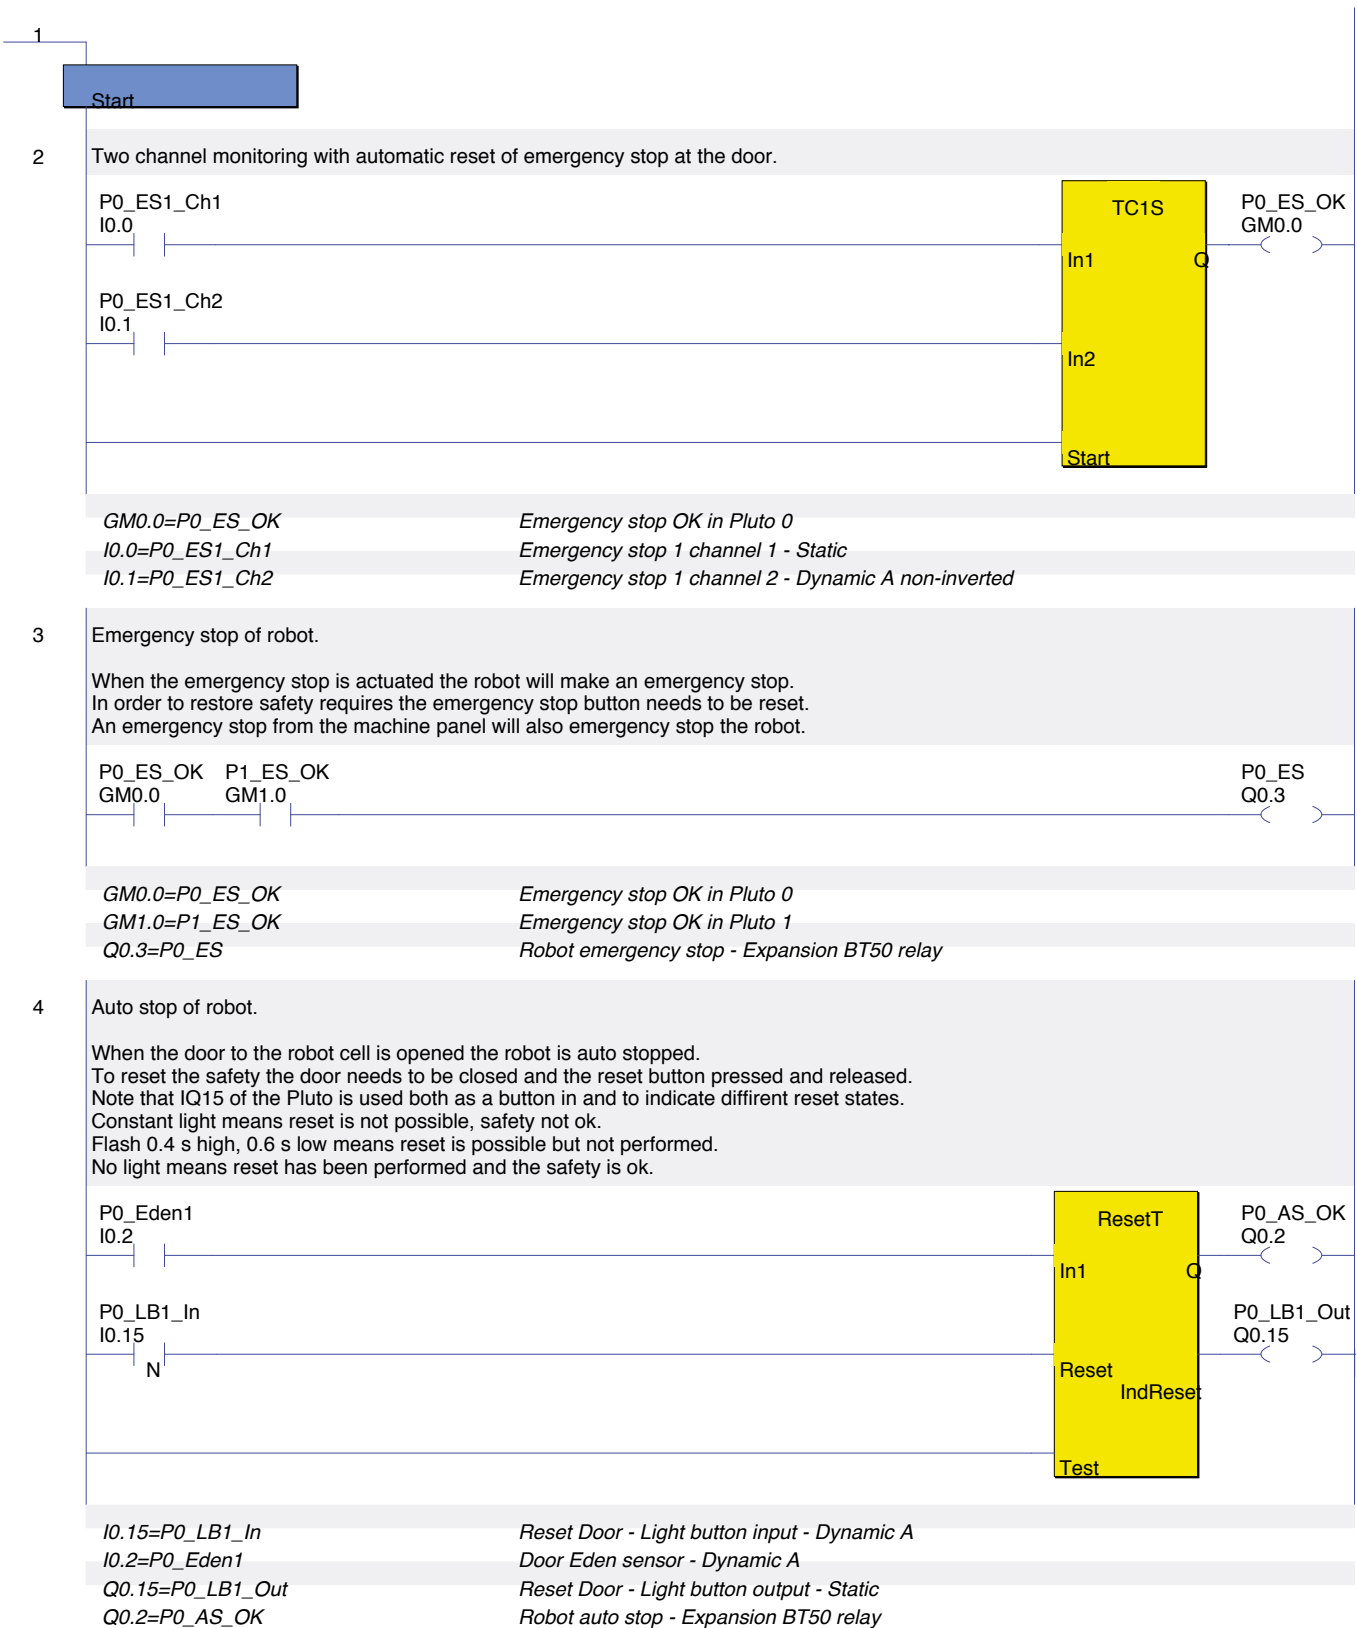 1
Start
2 Two channel monitoring with automatic reset of emergency stop at the door.
P0_ES1_Ch1
I0.0
TC1S
P0_ES_OK
GM0.0
In1 Q
P0_ES1_Ch2
I0.1
In2
Start
GM0.0=P0_ES_OK Emergency stop OK in Pluto 0
I0.0=P0_ES1_Ch1 Emergency stop 1 channel 1 - Static
I0.1=P0_ES1_Ch2 Emergency stop 1 channel 2 - Dynamic A non-inverted
3 Emergency stop of robot.
When the emergency stop is actuated the robot will make an emergency stop.
In order to restore safety requires the emergency stop button needs to be reset.
An emergency stop from the machine panel will also emergency stop the robot.
P0_ES_OK P1_ES_OK P0_ES
GM0.0 GM1.0 Q0.3
GM0.0=P0_ES_OK Emergency stop OK in Pluto 0
GM1.0=P1_ES_OK Emergency stop OK in Pluto 1
Q0.3=P0_ES Robot emergency stop - Expansion BT50 relay
4 Auto stop of robot.
When the door to the robot cell is opened the robot is auto stopped.
To reset the safety the door needs to be closed and the reset button pressed and released.
Note that IQ15 of the Pluto is used both as a button in and to indicate diffirent reset states.
Constant light means reset is not possible, safety not ok.
Flash 0.4 s high, 0.6 s low means reset is possible but not performed.
No light means reset has been performed and the safety is ok.
P0_Eden1
I0.2
ResetT
P0_AS_OK
Q0.2
In1 Q
P0_LB1_In
I0.15
P0_LB1_Out
Q0.15
N
Reset
IndReset
Test
I0.15=P0_LB1_In Reset Door - Light button input - Dynamic A
I0.2=P0_Eden1 Door Eden sensor - Dynamic A
Q0.15=P0_LB1_Out Reset Door - Light button output - Static
Q0.2=P0_AS_OK Robot auto stop - Expansion BT50 relay